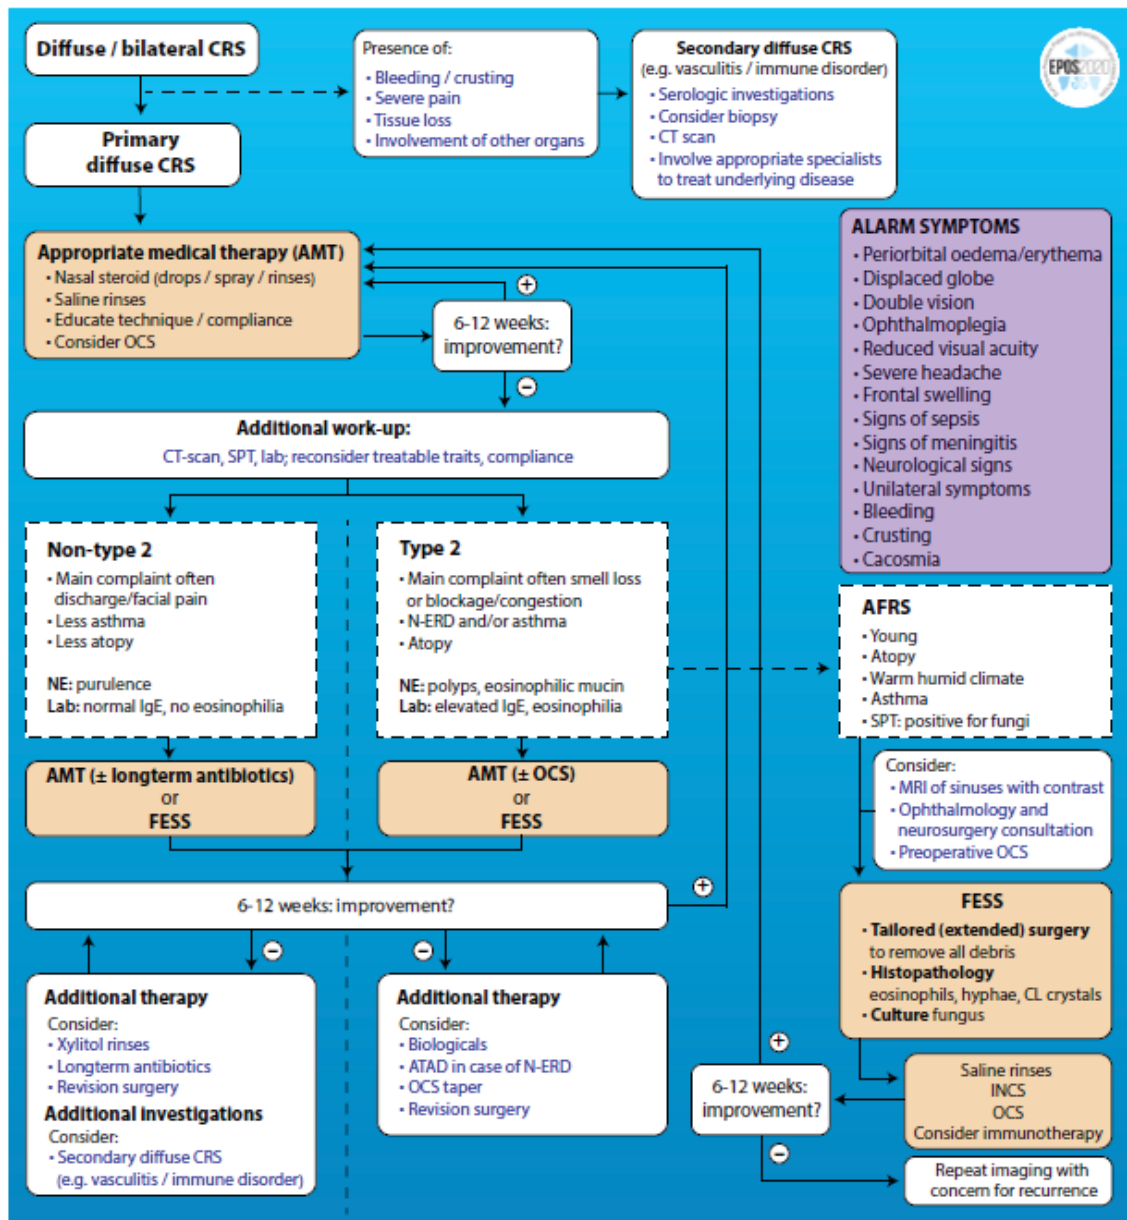 Diffuse / bilateral CRS
Presence of:
• Bleeding / crusting
• Severe pain
• Tissue loss
• Involvement of other organs
Secondary diffuse CRS
(e.g. vasculitis / immune disorder)
• Serologic investigations
• Consider biopsy
• CT scan
• Involve appropriate specialists
to treat underlying disease
EPOS2020
Primary
diffuse CRS
Appropriate medical therapy (AMT)
• Nasal steroid (drops / spray / rinses)
• Saline rinses
• Educate technique / compliance
• Consider OCS
+
6-12 weeks:
improvement?
−
ALARM SYMPTOMS
• Periorbital oedema/erythema
• Displaced globe
• Double vision
• Ophthalmoplegia
• Reduced visual acuity
• Severe headache
• Frontal swelling
• Signs of sepsis
• Signs of meningitis
• Neurological signs
• Unilateral symptoms
• Bleeding
• Crusting
• Cacosmia
Additional work-up:
CT-scan, SPT, lab; reconsider treatable traits, compliance
Non-type 2
• Main complaint often
discharge/facial pain
• Less asthma
• Less atopy
NE: purulence
Lab: normal IgE, no eosinophilia
Type 2
• Main complaint often smell loss
or blockage/congestion
• N-ERD and/or asthma
• Atopy
NE: polyps, eosinophilic mucin
Lab: elevated IgE, eosinophilia
AFRS
• Young
• Atopy
• Warm humid climate
• Asthma
• SPT: positive for fungi
AMT (± longterm antibiotics)
or
FESS
AMT (± OCS)
or
FESS
Consider:
• MRI of sinuses with contrast
• Ophthalmology and
neurosurgery consultation
• Preoperative OCS
6-12 weeks: improvement?
+
−
−
FESS
• Tailored (extended) surgery
to remove all debris
• Histopathology
eosinophils, hyphae, CL crystals
• Culture fungus
Additional therapy
Consider:
• Xylitol rinses
• Longterm antibiotics
• Revision surgery
Additional investigations
Consider:
• Secondary diffuse CRS
(e.g. vasculitis / immune disorder)
Additional therapy
Consider:
• Biologicals
• ATAD in case of N-ERD
• OCS taper
• Revision surgery
+
6-12 weeks:
improvement?
−
Saline rinses
INCS
OCS
Consider immunotherapy
Repeat imaging with
concern for recurrence